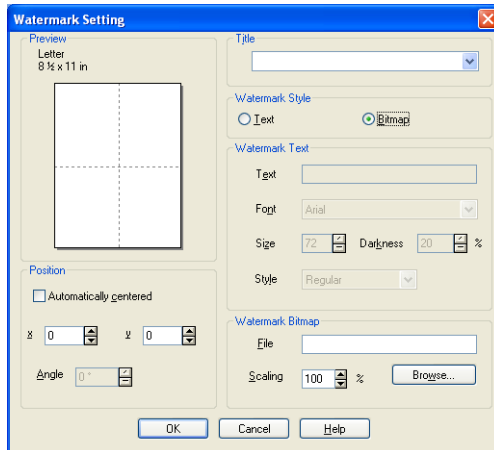 Watermark Setting
Preview
Letter
8 ½ x 11 in
Title
Watermark Style
Text
Bitmap
Watermark Text
Text
Font
Arial
Size
72
Darkness
20
%
Style
Regular
Position
Automatically centered
x
0
y
0
Angle
0 °
Watermark Bitmap
File
Scaling
100
%
Browse...
OK
Cancel
Help